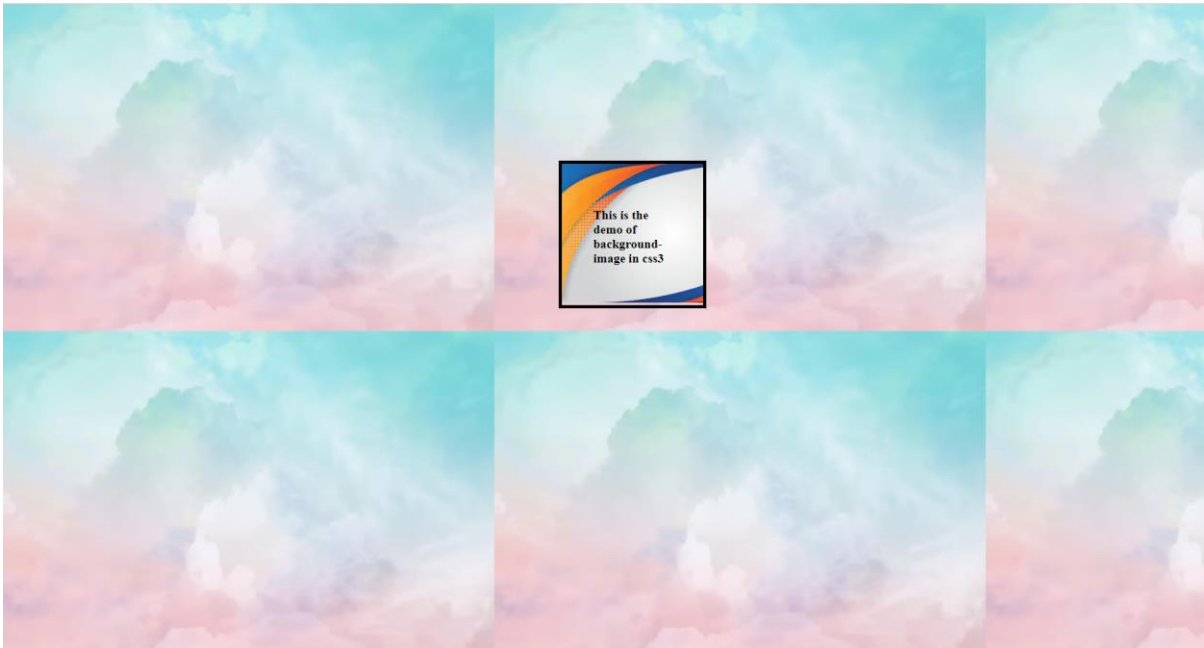 This is the
demo of
background-
image in css3